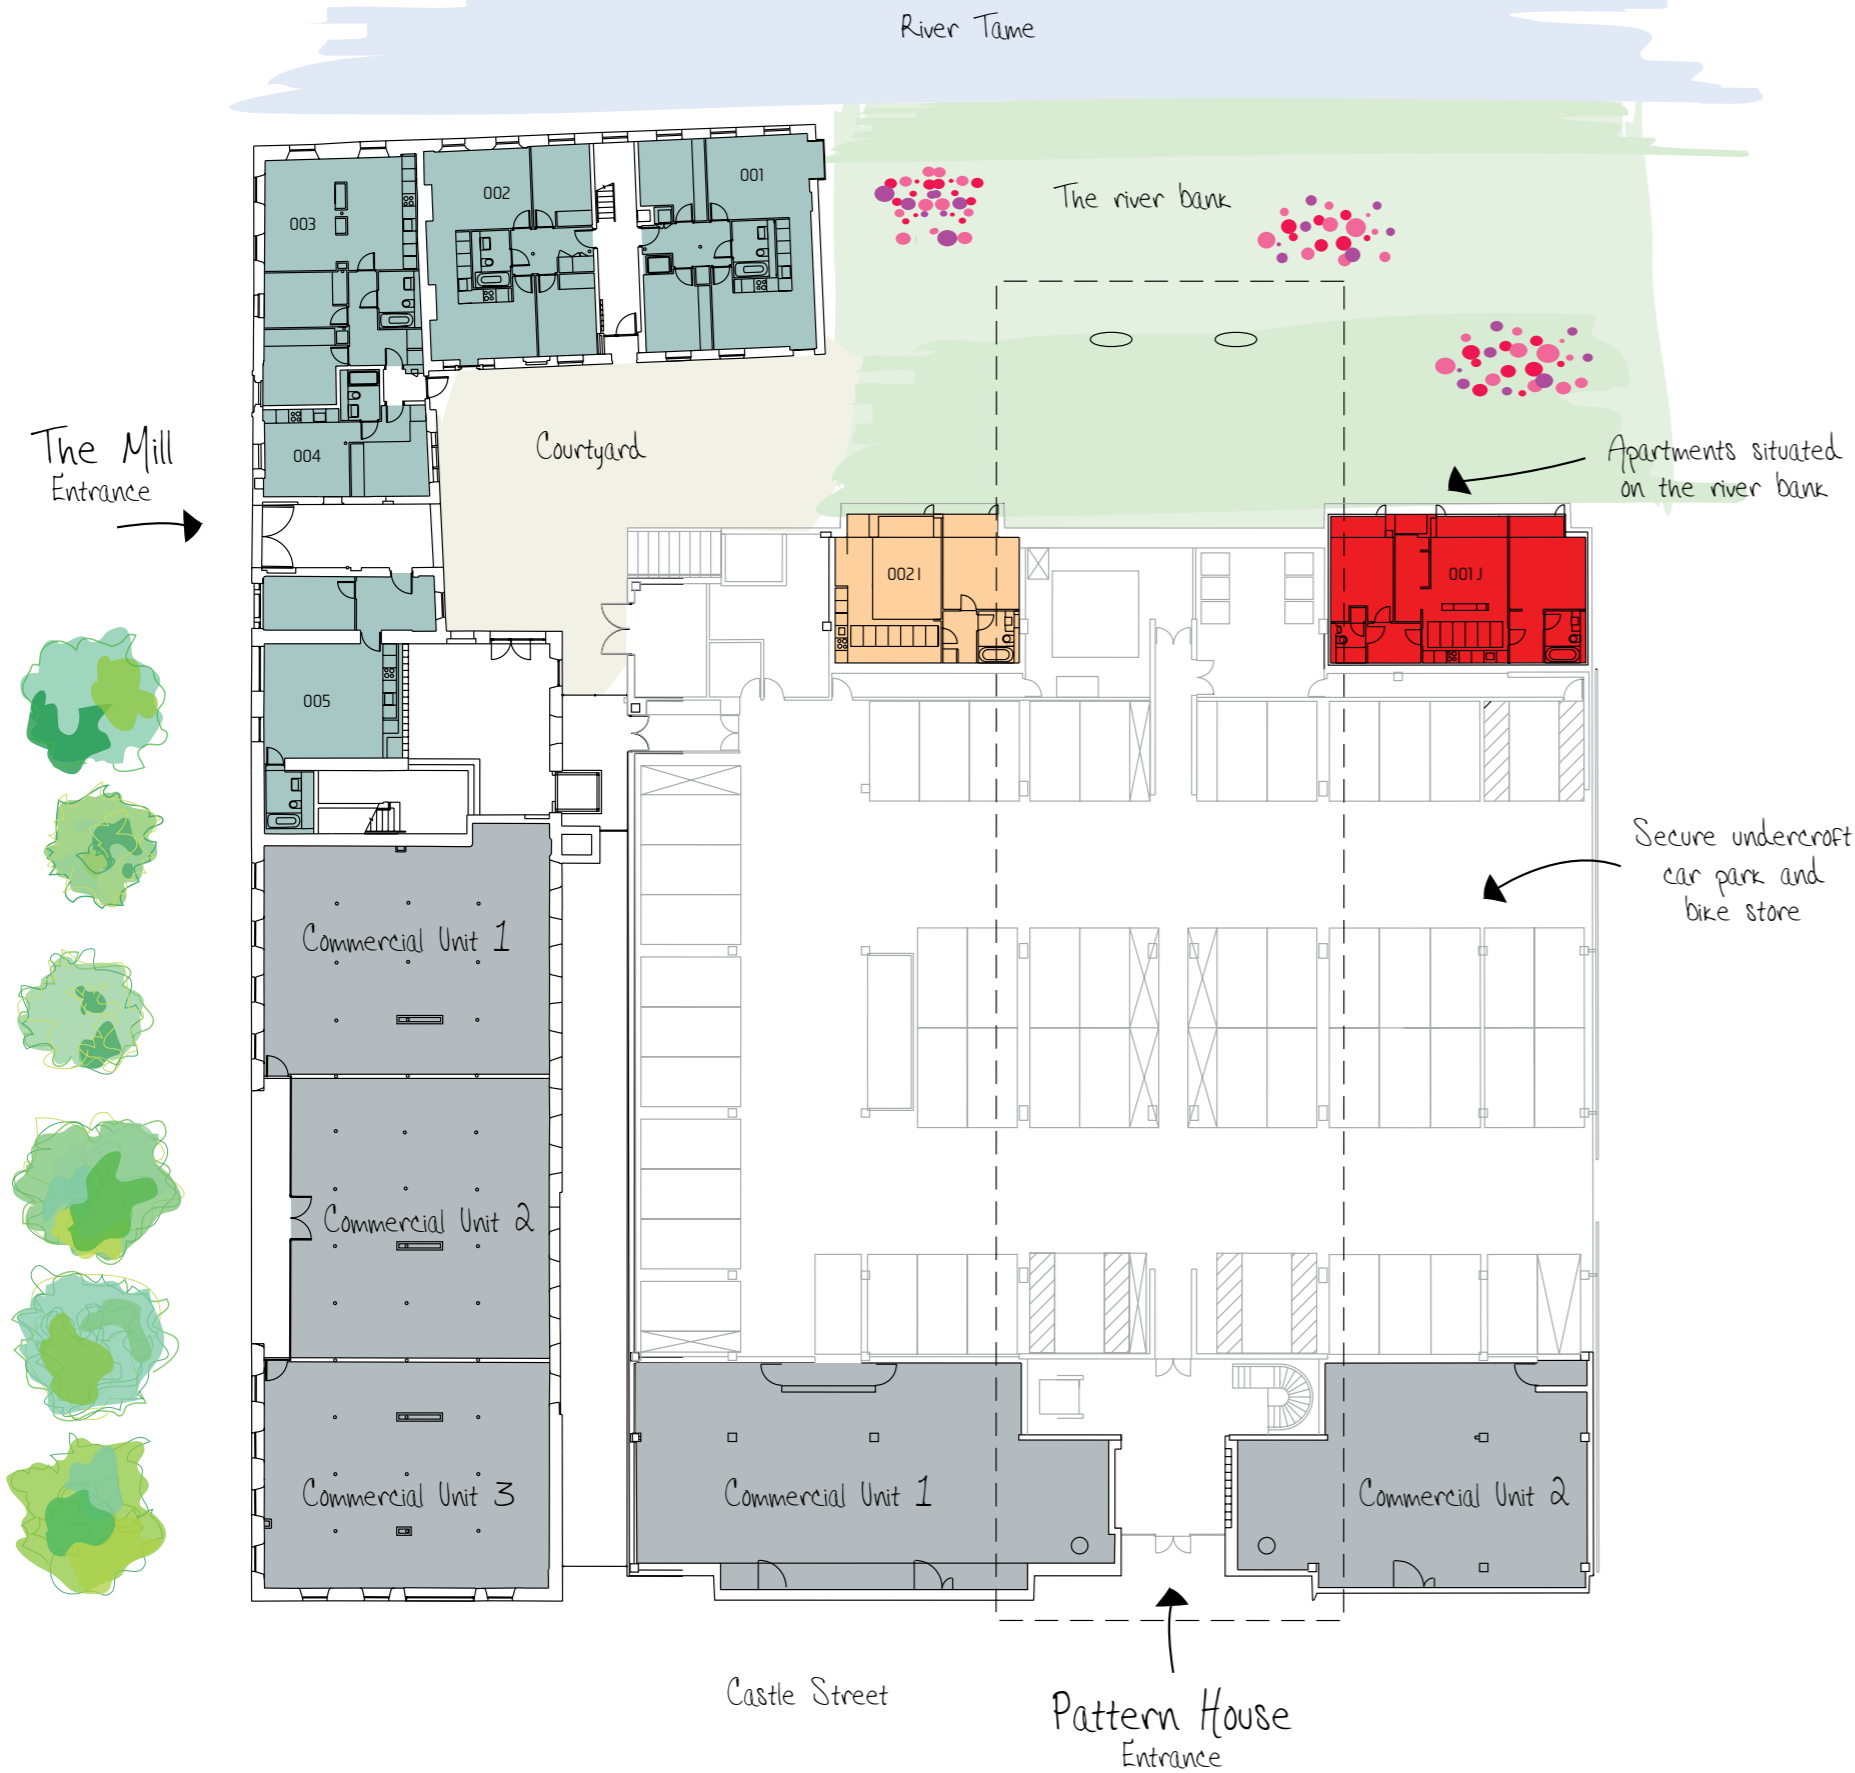 River Tame
The river bank
001
002
003
004
Courtyard
The Mill
Entrance
Apartments situated
on the river bank
002 I
001 J
005
Secure undercroft
car park and
bike store
Commercial Unit 1
Commercial Unit 2
Commercial Unit 3
Commercial Unit 1
Commercial Unit 2
Castle Street
Pattern House
Entrance